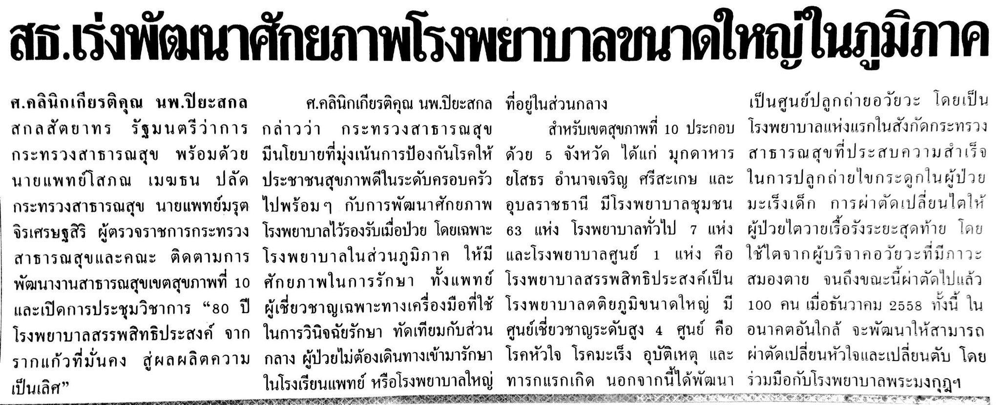 สธ.เร่งพัฒนาศักยภาพโรงพยาบาลขนาดใหญ่ในภูมิภาค
ศ.คลินิกเกียรติคุณ นพ.ปิยะสกล
สกลสัตยาทร รัฐมนตรีว่าการ
กระทรวงสาธารณสุข พร้อมด้วย
นายแพทย์โสภณ เมฆธน ปลัด
กระทรวงสาธารณสุข นายแพทย์มรุต
จิรเศรษฐสิริ ผู้ตรวจราชการกระทรวง
สาธารณสุขและคณะ ติดตามการ
พัฒนางานสาธารณสุขเขตสุขภาพที่ 10
และเปิดการประชุมวิชาการ “80 ปี
โรงพยาบาลสรรพสิทธิประสงค์ จาก
รากแก้วที่มั่นคง สู่ผลผลิตความ
เป็นเลิศ”
ศ.คลินิกเกียรติคุณ นพ.ปิยะสกล
กล่าวว่า กระทรวงสาธารณสุข
มีนโยบายที่มุ่งเน้นการป้องกันโรคให้
ประชาชนสุขภาพดีในระดับครอบครัว
ไปพร้อมๆ กับการพัฒนาศักยภาพ
โรงพยาบาลไว้รองรับเมื่อป่วย โดยเฉพาะ
โรงพยาบาลในส่วนภูมิภาค ให้มี
ศักยภาพในการรักษา ทั้งแพทย์
ผู้เชี่ยวชาญเฉพาะทางเครื่องมือที่ใช้
ในการวินิจฉัยรักษา ทัดเทียมกับส่วน
กลาง ผู้ป่วยไม่ต้องเดินทางเข้ามารักษา
ในโรงเรียนแพทย์ หรือโรงพยาบาลใหญ่
ที่อยู่ในส่วนกลาง
สำหรับเขตสุขภาพที่ 10 ประกอบ
ด้วย 5 จังหวัด ได้แก่ มุกดาหาร
ยโสธร อำนาจเจริญ ศรีสะเกษ และ
อุบลราชธานี มีโรงพยาบาลชุมชน
63 แห่ง โรงพยาบาลทั่วไป 7 แห่ง
และโรงพยาบาลศูนย์ 1 แห่ง คือ
โรงพยาบาลสรรพสิทธิประสงค์เป็น
โรงพยาบาลตติยภูมิขนาดใหญ่ มี
ศูนย์เชี่ยวชาญระดับสูง 4 ศูนย์ คือ
โรคหัวใจ โรคมะเร็ง อุบัติเหตุ และ
ทารกแรกเกิด นอกจากนี้ได้พัฒนา
เป็นศูนย์ปลูกถ่ายอวัยวะ โดยเป็น
โรงพยาบาลแห่งแรกในสังกัดกระทรวง
สาธารณสุขที่ประสบความสำเร็จ
ในการปลูกถ่ายไขกระดูกในผู้ป่วย
มะเร็งเด็ก การผ่าตัดเปลี่ยนไตให้
ผู้ป่วยไตวายเรื้อรังระยะสุดท้าย โดย
ใช้ไตจากผู้บริจาคอวัยวะที่มีภาวะ
สมองตาย จนถึงขณะนี้ผ่าตัดไปแล้ว
100 คน เมื่อธันวาคม 2558 ทั้งนี้ ใน
อนาคตอันใกล้ จะพัฒนาให้สามารถ
ผ่าตัดเปลี่ยนหัวใจและเปลี่ยนตับ โดย
ร่วมมือกับโรงพยาบาลพระมงกุฎฯ